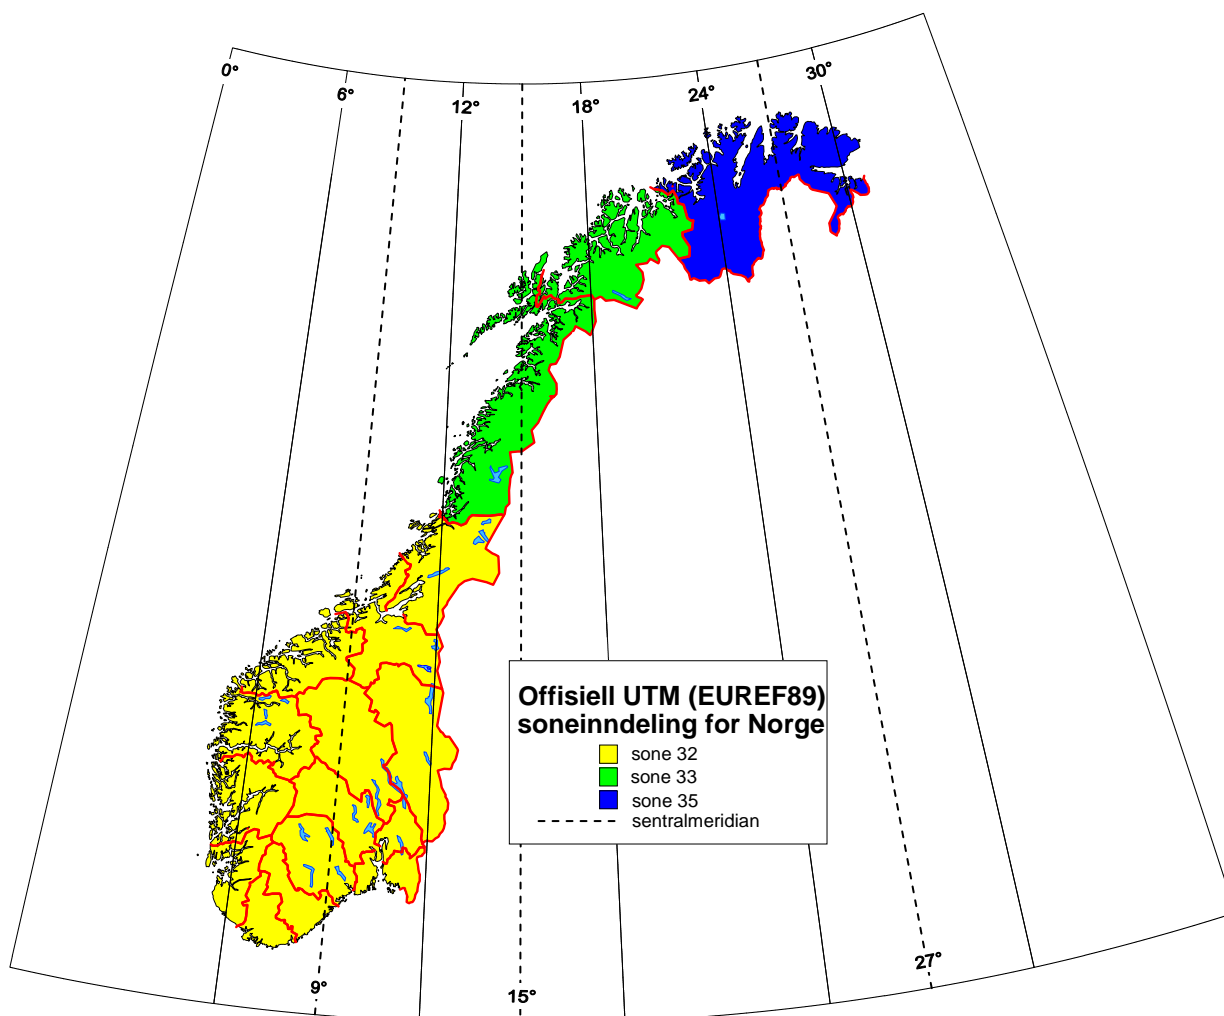 0°
6°
12°
18°
24°
30°
Offisiell UTM (EUREF89)
soneinndeling for Norge
sone 32
sone 33
sone 35
sentralmeridian
9°
15°
27°